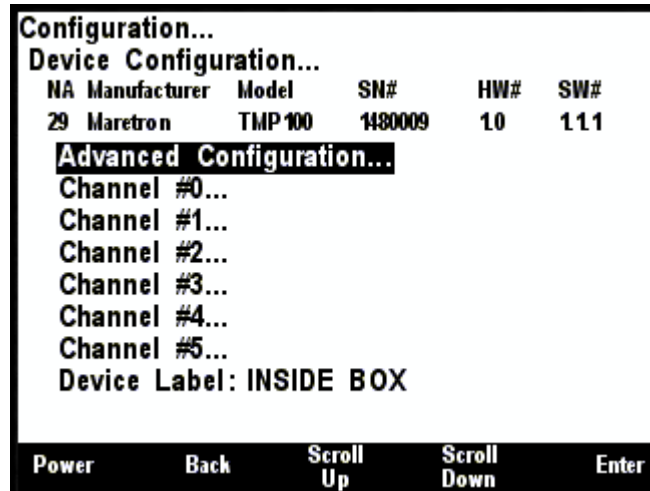 Configuration...
Device Configuration...
NA Manufacturer Model SN# HW# SW#
29 Maretron TMP100 1480009 1.0 1.1.1
Advanced Configuration...
Channel #0...
Channel #1...
Channel #2...
Channel #3...
Channel #4...
Channel #5...
Device Label: INSIDE BOX
Power Back Scroll Up Scroll Down Enter